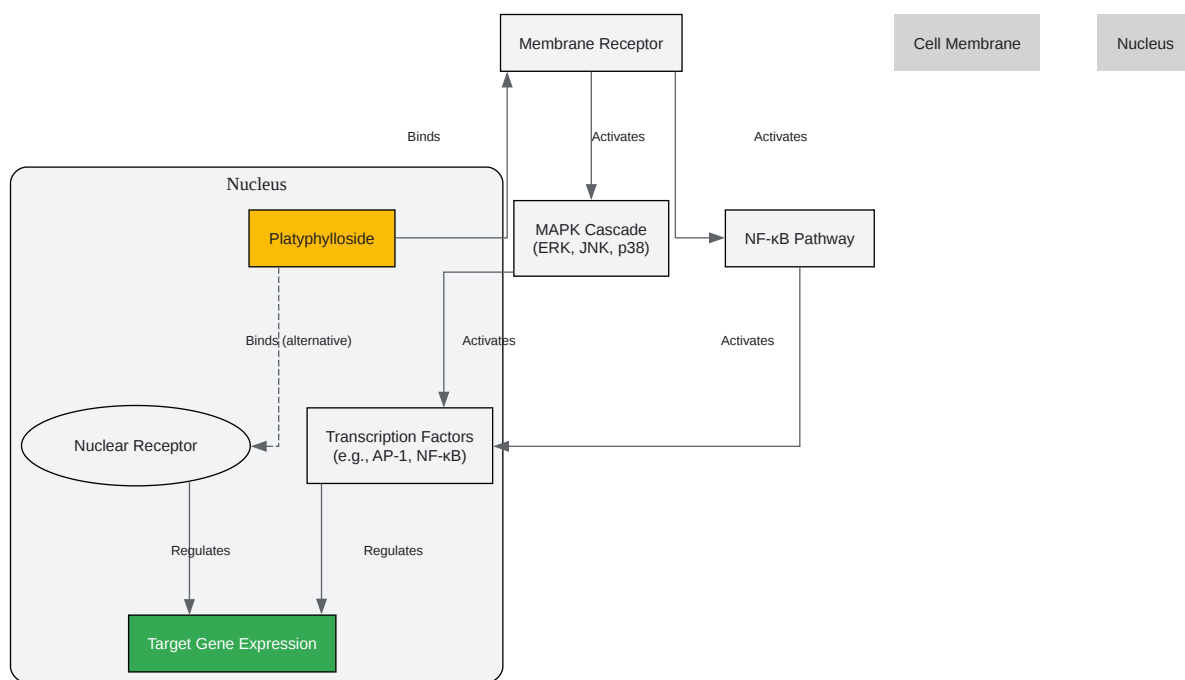 Membrane Receptor
Cell Membrane
Nucleus
Binds
Activates
Activates
Nucleus
Platyphylloside
MAPK Cascade
(ERK, JNK, p38)
NF-κB Pathway
Binds (alternative)
Activates
Activates
Nuclear Receptor
Transcription Factors
(e.g., AP-1, NF-κB)
Regulates
Regulates
Target Gene Expression